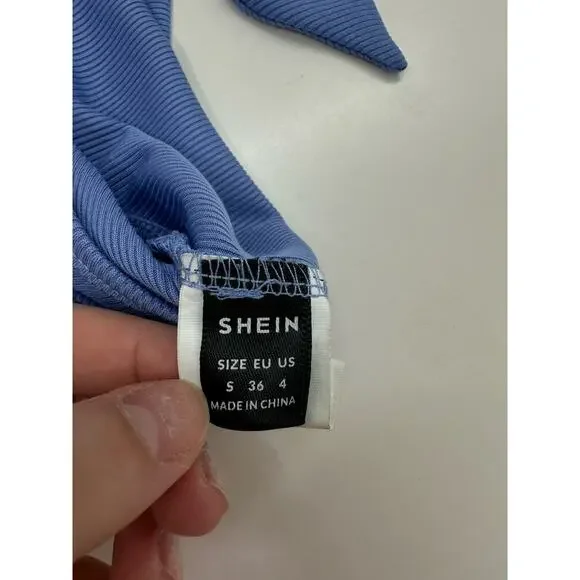 SHEIN
SIZE EU US
S 36 4
MADE IN CHINA